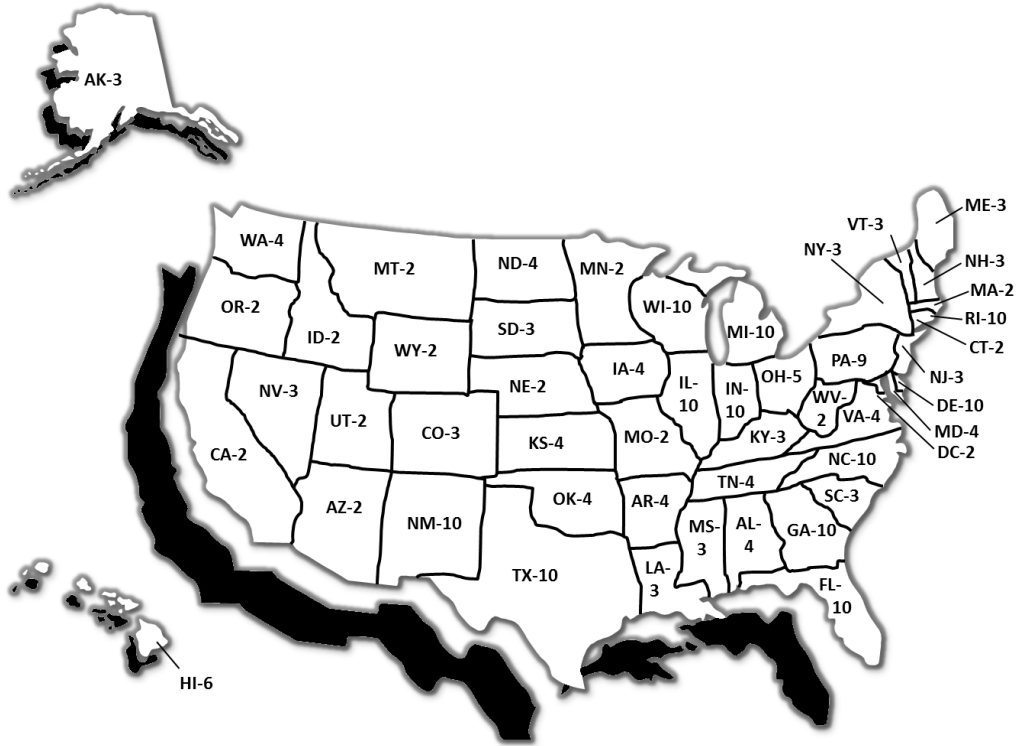 AK-3
ME-3
VT-3
NY-3
WA-4
NH-3
MT-2
ND-4
MN-2
MA-2
OR-2
WI-10
RI-10
ID-2
SD-3
MI-10
CT-2
WY-2
PA-9
IA-4
OH-5
NJ-3
NV-3
NE-2
IL-
10
IN-
10
WV-
2
DE-10
UT-2
VA-4
CO-3
MO-2
KY-3
MD-4
KS-4
DC-2
CA-2
NC-10
TN-4
SC-3
OK-4
AR-4
AZ-2
NM-10
MS-
3
AL-
4
GA-10
TX-10
LA-
3
FL-
10
HI-6